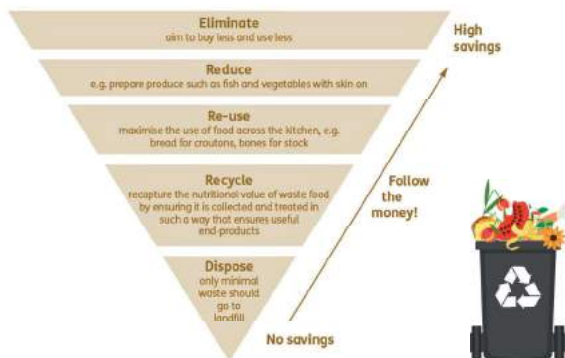 Eliminate
aim to buy less and use less
High
savings
Reduce
e.g. prepare produce such as fish and vegetables with skin on
Re-use
maximise the use of food across the kitchen, e.g.
bread for croutons, bones for stock
Recycle
recapture the nutritional value of waste food
by ensuring it is collected and treated in
such a way that ensures useful
end-products
Follow
the
money!
Dispose
only minimal
waste should
go to
landfill
No savings